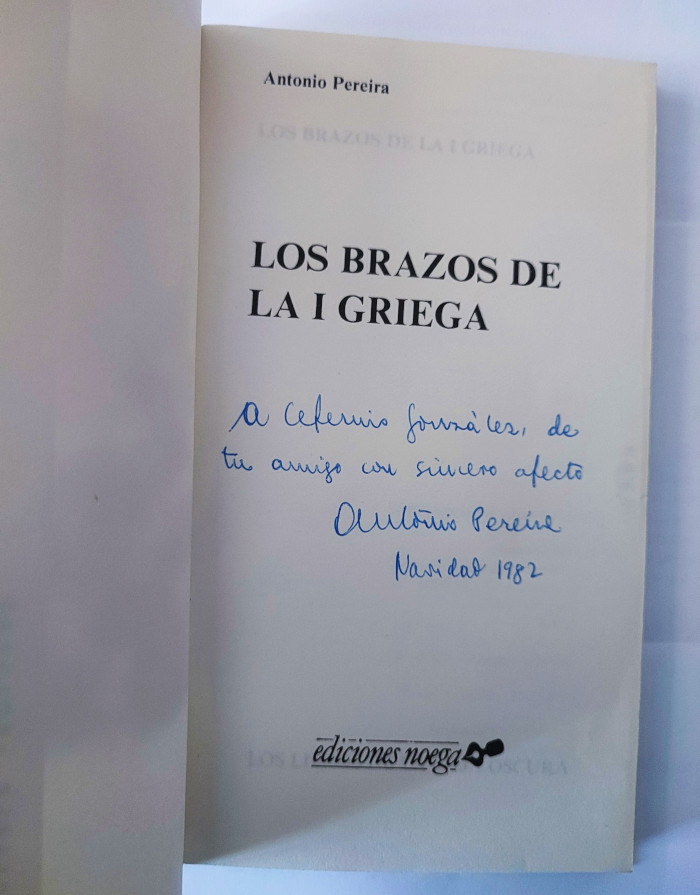 Antonio Pereira
LOS BRAZOS DE LA I GRIEGA
LOS BRAZOS DE
LA I GRIEGA
A Ceferino González, de
tu amigo con sincero afecto
Antonio Pereira
Navidad 1982
ediciones noega
OSCURA